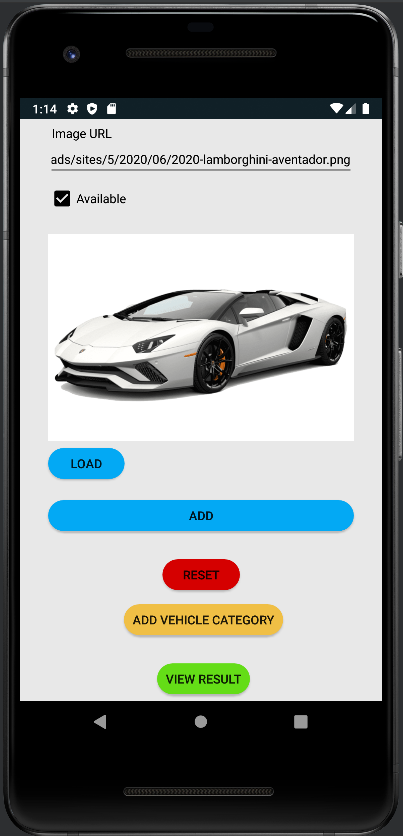 1:14
Image URL
ads/sites/5/2020/06/2020-lamborghini-aventador.png
Available
LOAD
ADD
RESET
ADD VEHICLE CATEGORY
VIEW RESULT